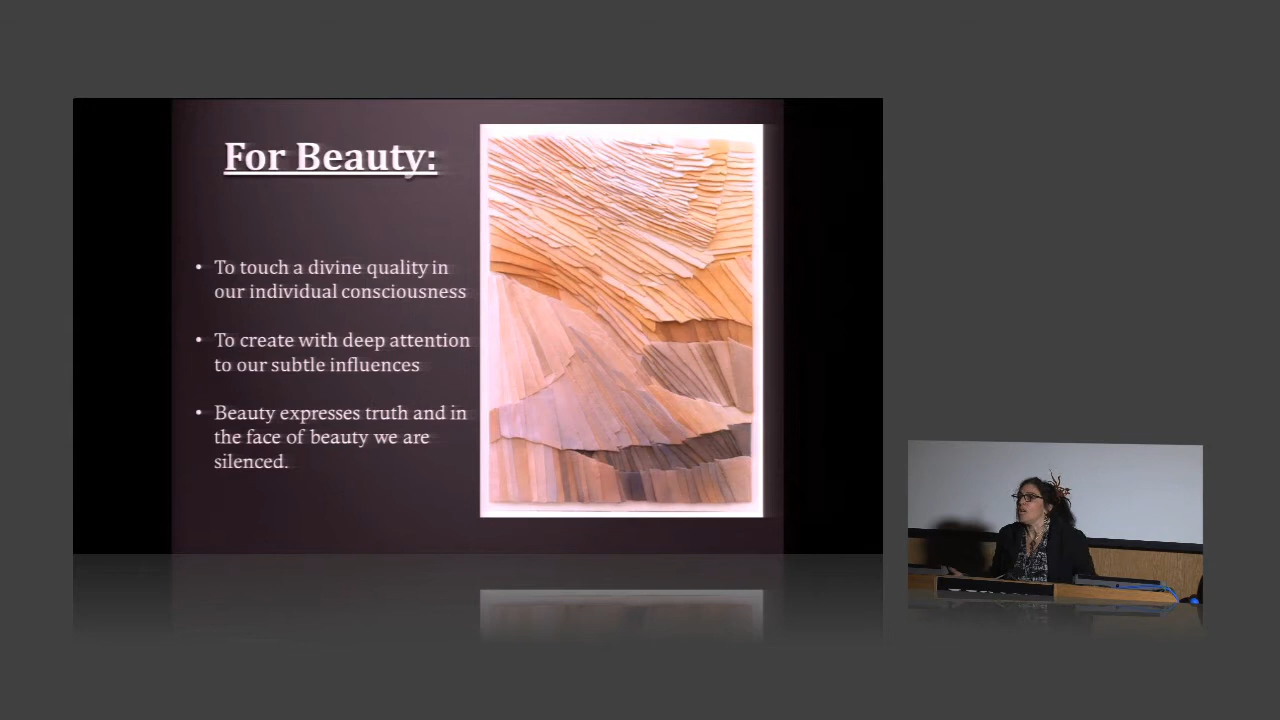 For Beauty:
• To touch a divine quality in
our individual consciousness
• To create with deep attention
to our subtle influences
• Beauty expresses truth and in
the face of beauty we are
silenced.